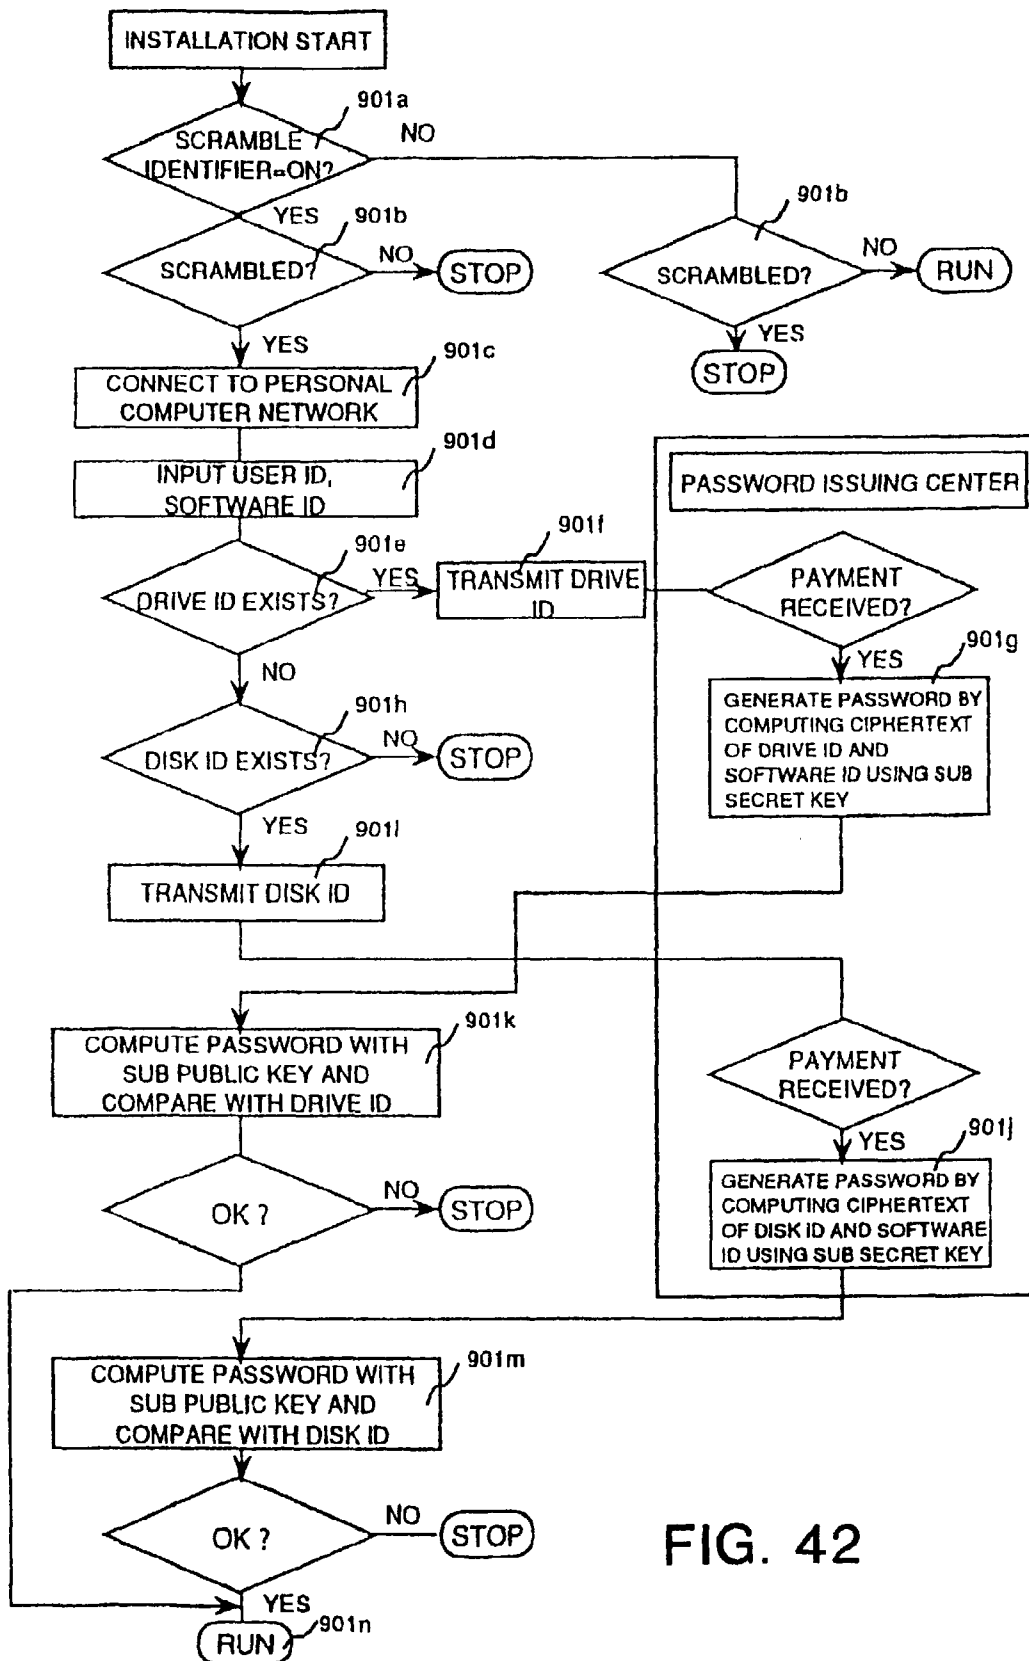 INSTALLATION START
901a
SCRAMBLE
IDENTIFIER=ON?
NO
YES
901b
SCRAMBLED?
NO
STOP
901b
SCRAMBLED?
NO
RUN
YES
STOP
YES
901c
CONNECT TO PERSONAL
COMPUTER NETWORK
901d
INPUT USER ID,
SOFTWARE ID
PASSWORD ISSUING CENTER
901e
DRIVE ID EXISTS?
YES
901f
TRANSMIT DRIVE
ID
PAYMENT
RECEIVED?
YES
901g
GENERATE PASSWORD BY
COMPUTING CIPHERTEXT
OF DRIVE ID AND
SOFTWARE ID USING SUB
SECRET KEY
NO
901h
DISK ID EXISTS?
NO
STOP
YES
901i
TRANSMIT DISK ID
901k
COMPUTE PASSWORD WITH
SUB PUBLIC KEY AND
COMPARE WITH DRIVE ID
PAYMENT
RECEIVED?
YES
901j
GENERATE PASSWORD BY
COMPUTING CIPHERTEXT
OF DISK ID AND SOFTWARE
ID USING SUB SECRET KEY
OK ?
NO
STOP
901m
COMPUTE PASSWORD WITH
SUB PUBLIC KEY AND
COMPARE WITH DISK ID
OK ?
NO
STOP
YES
901n
RUN
FIG. 42